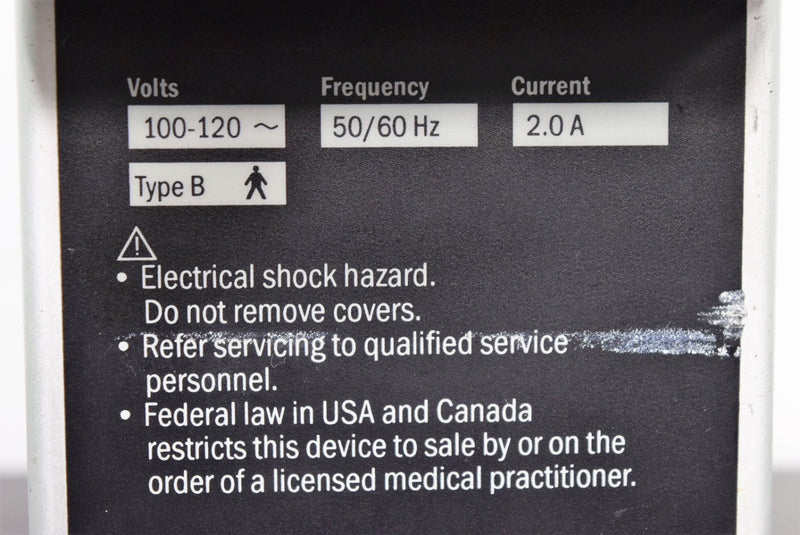 Volts Frequency Current
100-120 ~ 50/60 Hz 2.0 A
Type B
• Electrical shock hazard.
Do not remove covers.
• Refer servicing to qualified service
personnel.
• Federal law in USA and Canada
restricts this device to sale by or on the
order of a licensed medical practitioner.